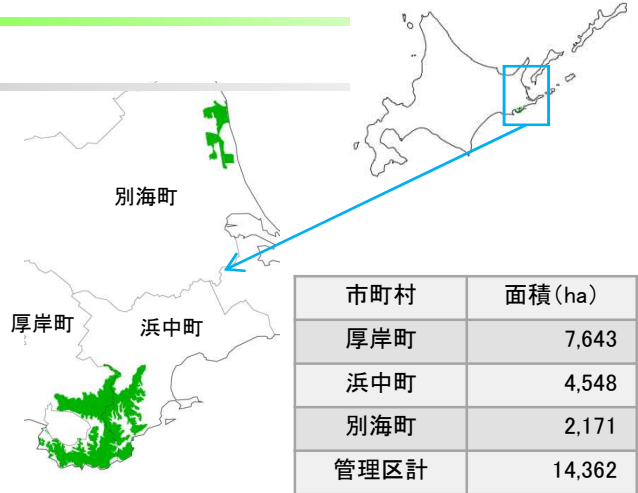 別海町
厚岸町
浜中町
市町村 面積(ha)
厚岸町 7,643
浜中町 4,548
別海町 2,171
管理区計 14,362